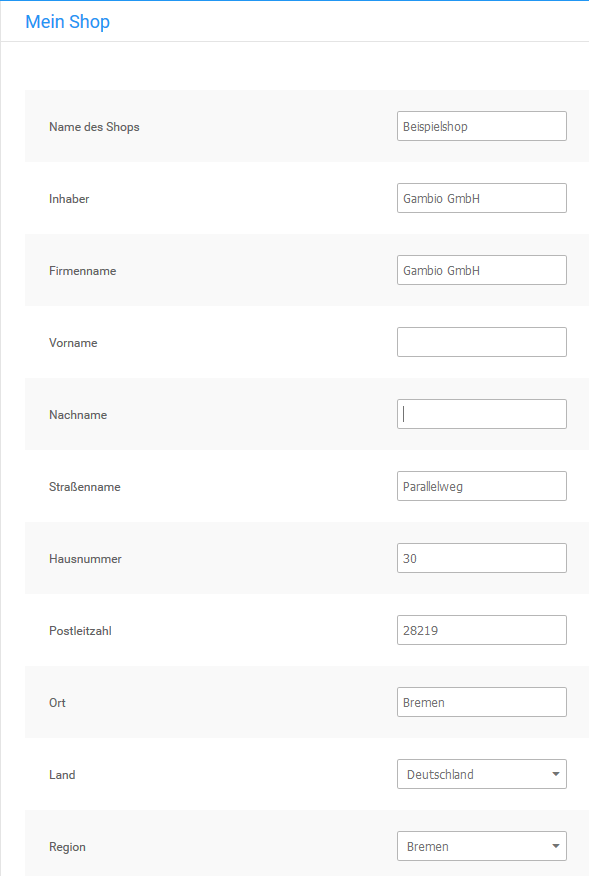 Mein Shop
Name des Shops Beispielshop
Inhaber Gambio GmbH
Firmenname Gambio GmbH
Vorname
Nachname
Straßenname Parallelweg
Hausnummer 30
Postleitzahl 28219
Ort Bremen
Land Deutschland
Region Bremen